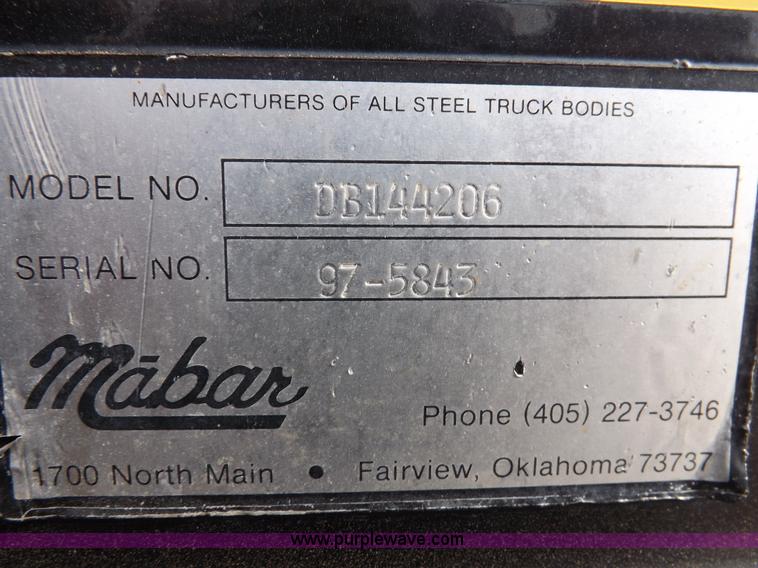 MANUFACTURERS OF ALL STEEL TRUCK BODIES
MODEL NO. DB144206
SERIAL NO. 97-5843
Mābar
Phone (405) 227-3746
1700 North Main • Fairview, Oklahoma 73737
www.purplewave.com